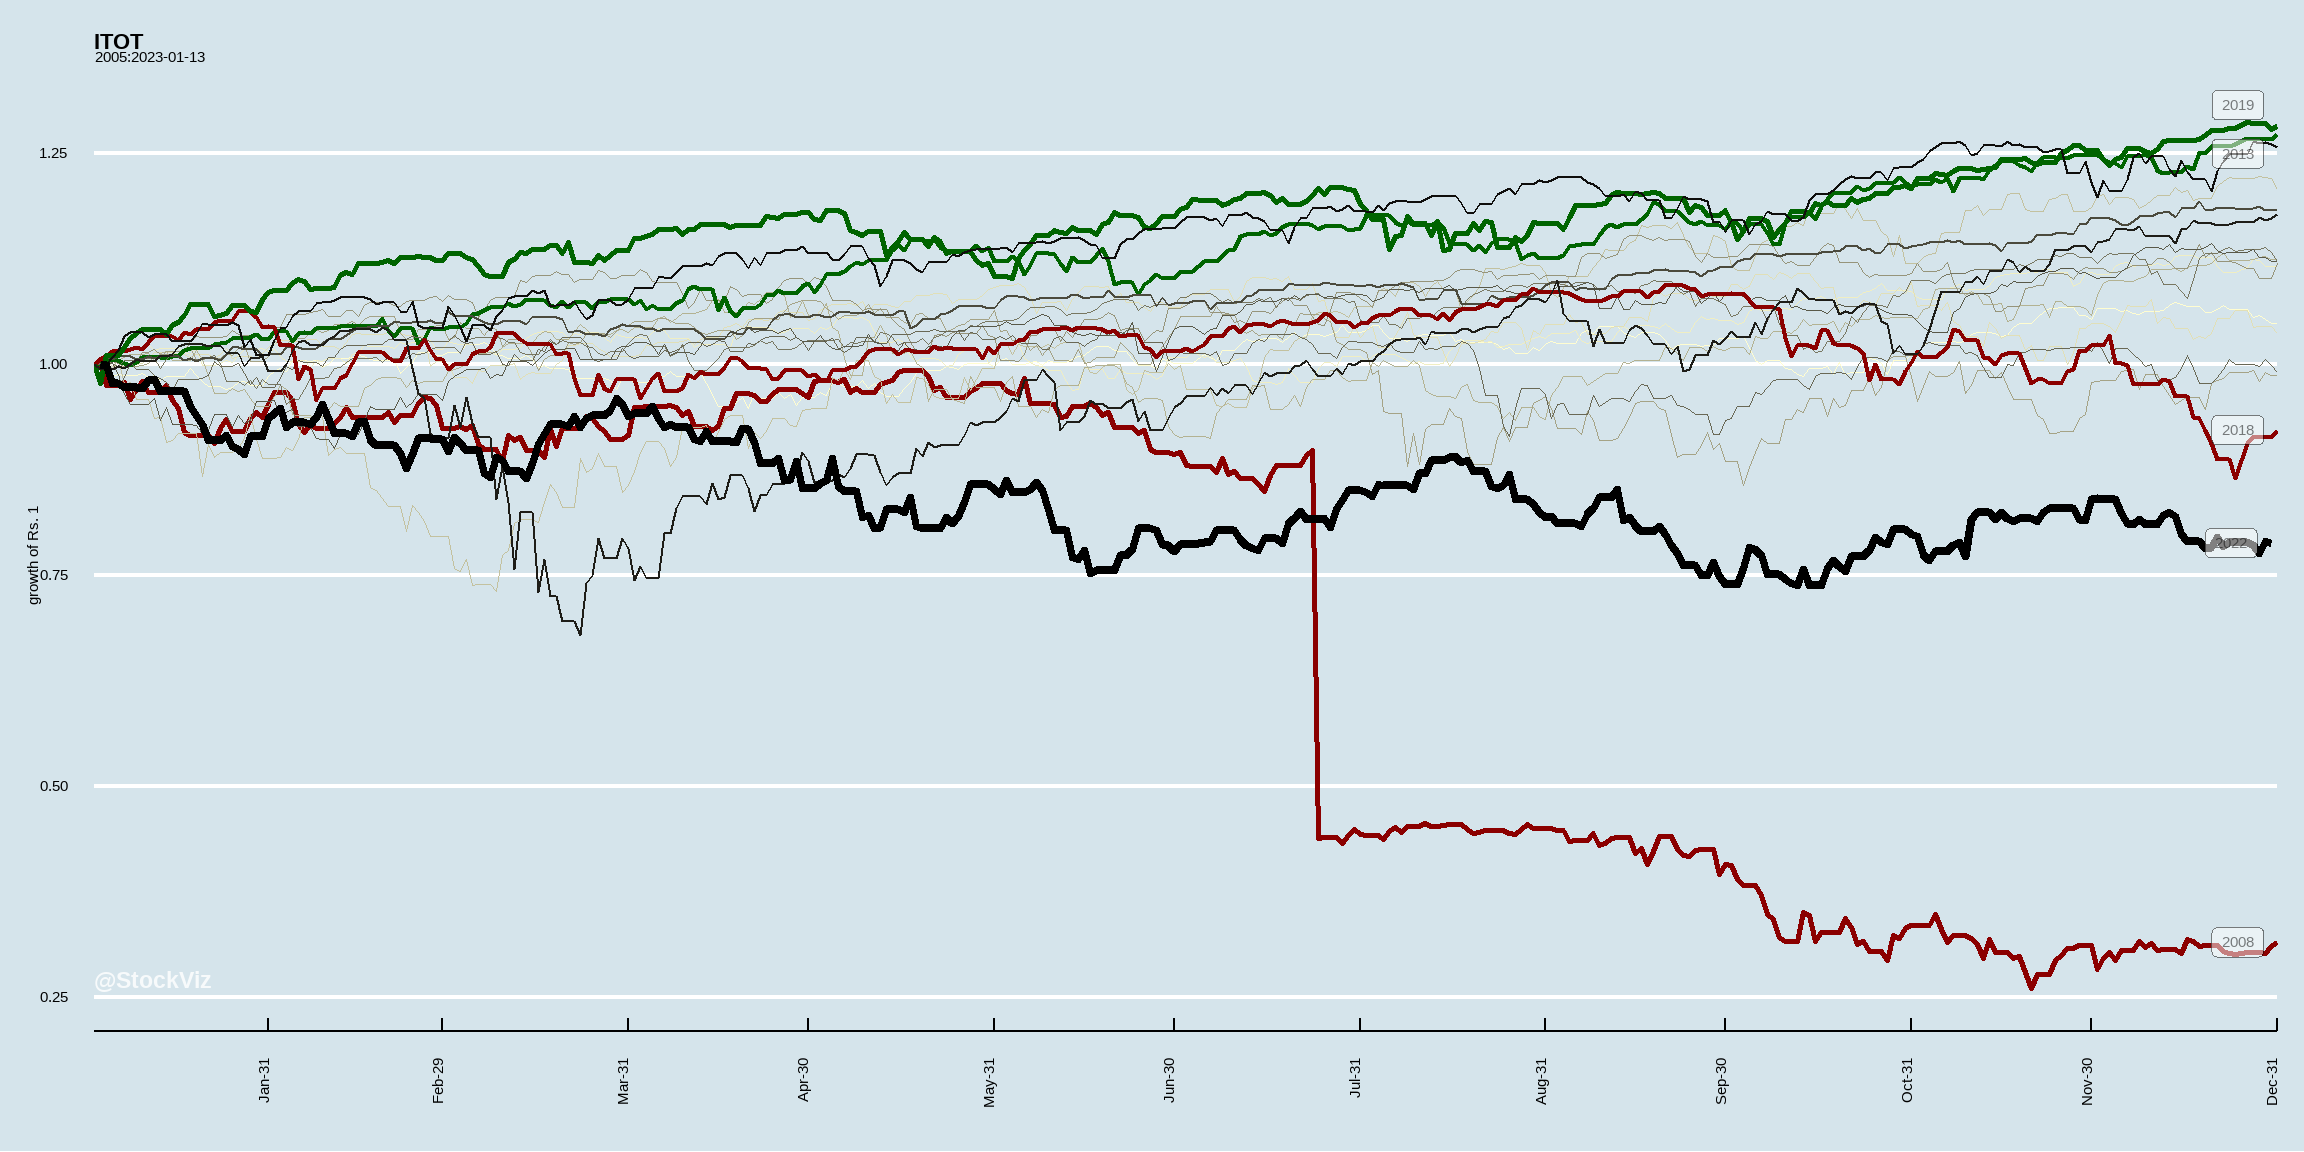 ITOT
2005:2023-01-13
2019
1.25
2013
1.00
2018
growth of Rs. 1
2022
0.75
0.50
2008
@StockViz
0.25
Jan-31
Feb-29
Mar-31
Apr-30
May-31
Jun-30
Jul-31
Aug-31
Sep-30
Oct-31
Nov-30
Dec-31